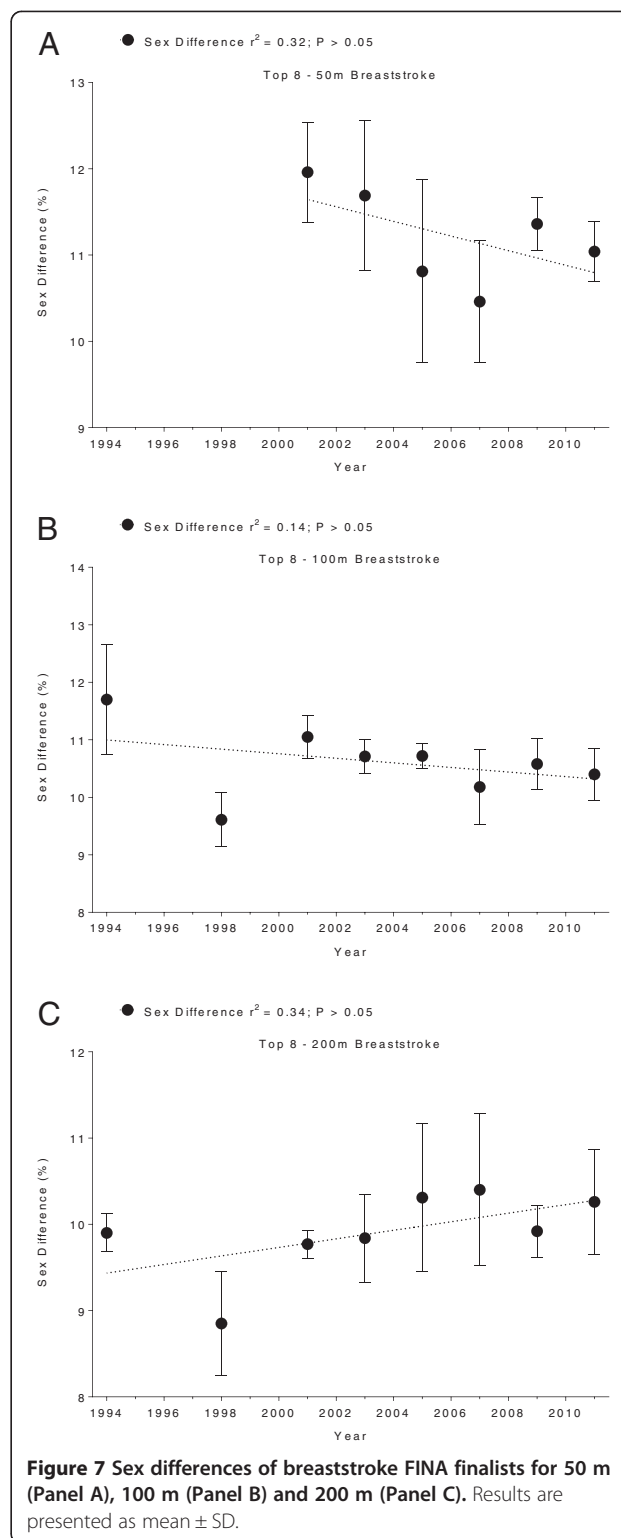 A
Sex Difference r² = 0.32; P > 0.05
Top 8 - 50m Breaststroke
13
12
11
10
9
Sex Difference (%)
1994 1996 1998 2000 2002 2004 2006 2008 2010
Year
B
Sex Difference r² = 0.14; P > 0.05
Top 8 - 100m Breaststroke
14
13
12
11
10
9
8
Sex Difference (%)
1994 1996 1998 2000 2002 2004 2006 2008 2010
Year
C
Sex Difference r² = 0.34; P > 0.05
Top 8 - 200m Breaststroke
12
11
10
9
8
Sex Difference (%)
1994 1996 1998 2000 2002 2004 2006 2008 2010
Year
Figure 7 Sex differences of breaststroke FINA finalists for 50 m
(Panel A), 100 m (Panel B) and 200 m (Panel C). Results are
presented as mean ± SD.